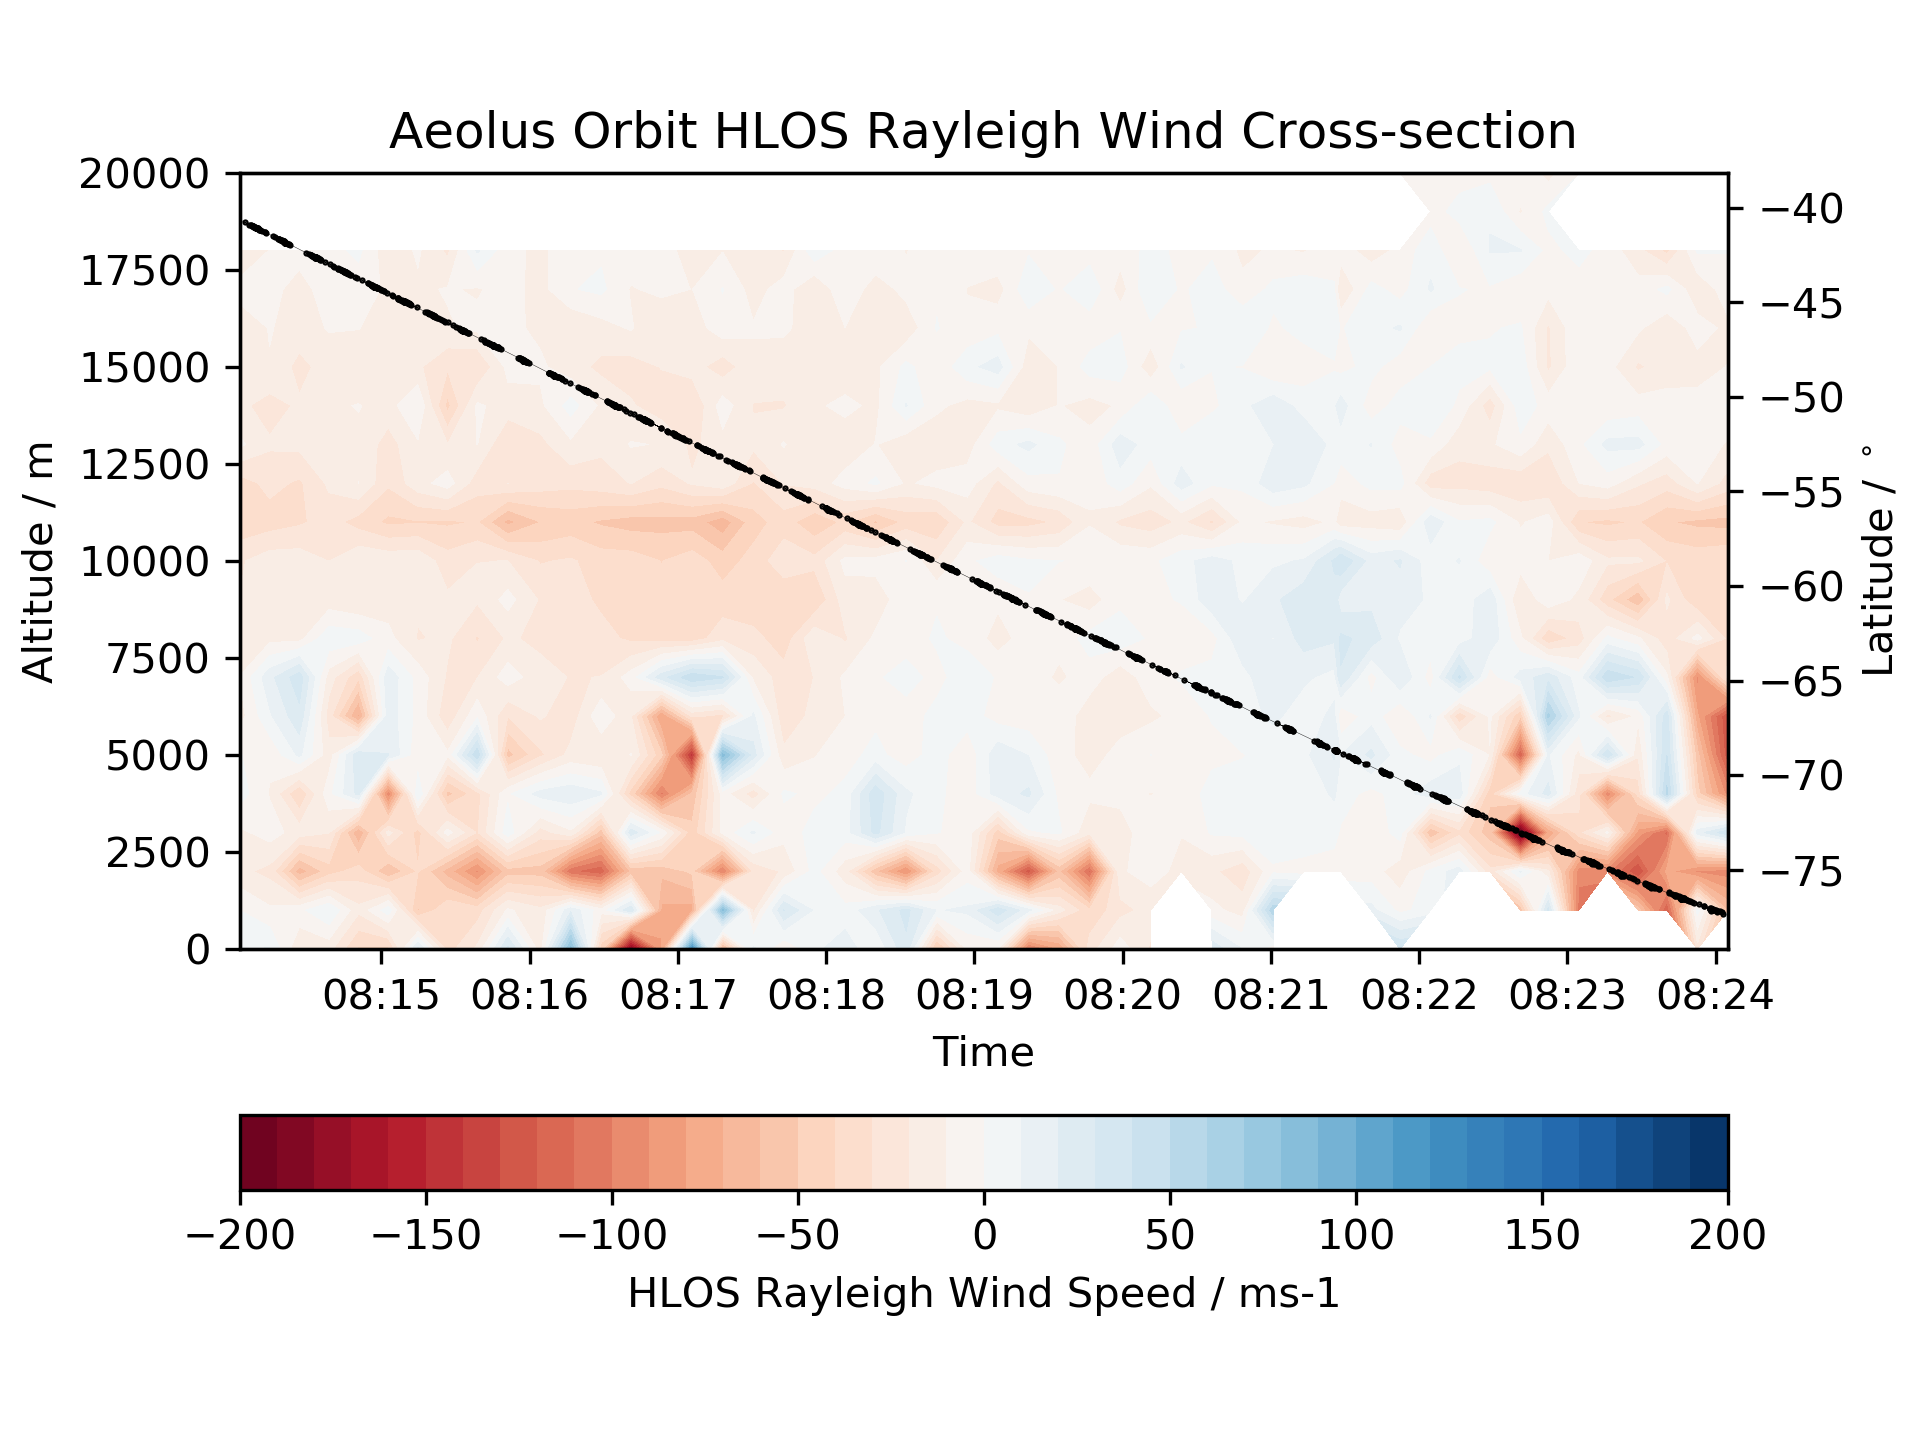 Aeolus Orbit HLOS Rayleigh Wind Cross-section
20000
17500
15000
12500
10000
7500
5000
2500
0
Altitude / m
−40
−45
−50
−55
−60
−65
−70
−75
Latitude / °
08:15 08:16 08:17 08:18 08:19 08:20 08:21 08:22 08:23 08:24
Time
−200 −150 −100 −50 0 50 100 150 200
HLOS Rayleigh Wind Speed / ms-1